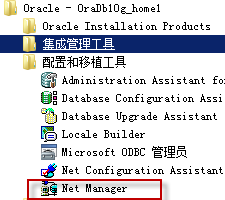 Oracle - OraDb10g_home1
Oracle Installation Products
集成管理工具
配置和移植工具
Administration Assistant fo
Database Configuration Assi
Database Upgrade Assistant
Locale Builder
Microsoft ODBC 管理员
Net Configuration Assistant
Net Manager